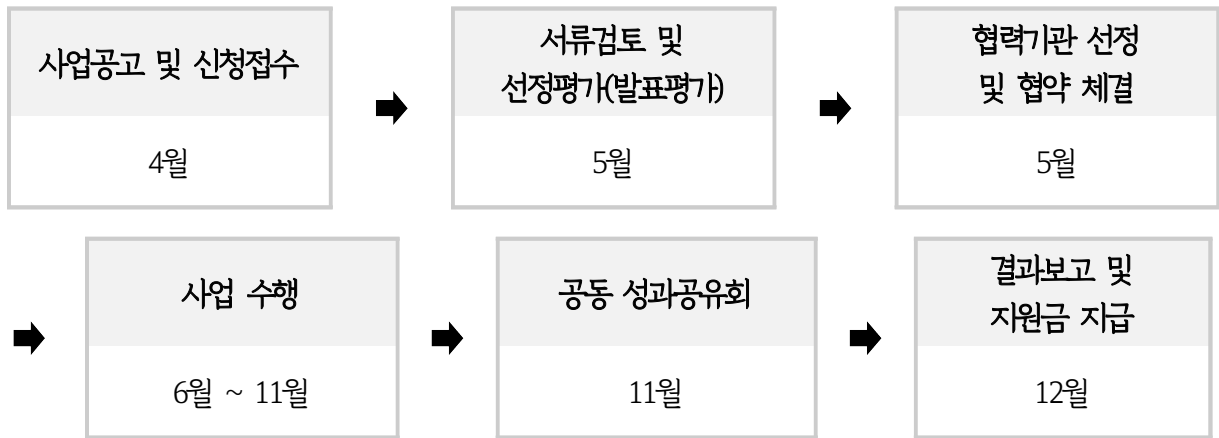 사업공고 및 신청접수
4월
서류검토 및
선정평가(발표평가)
5월
협력기관 선정
및 협약 체결
5월
사업 수행
6월 ~ 11월
공동 성과공유회
11월
결과보고 및
지원금 지급
12월